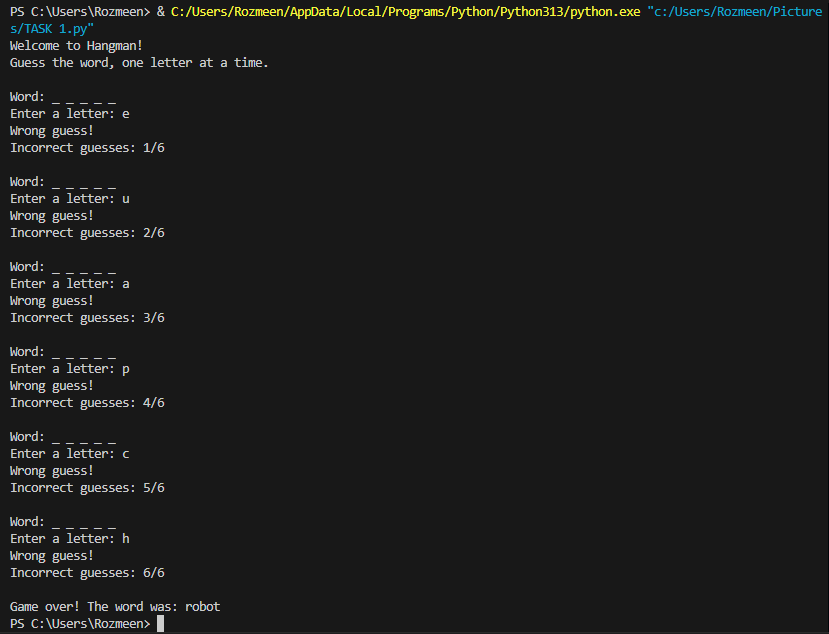 PS C:\Users\Rozmeen> & C:/Users/Rozmeen/AppData/Local/Programs/Python/Python313/python.exe "c:/Users/Rozmeen/Picture
s/TASK 1.py"
Welcome to Hangman!
Guess the word, one letter at a time.

Word: _ _ _ _ _
Enter a letter: e
Wrong guess!
Incorrect guesses: 1/6

Word: _ _ _ _ _
Enter a letter: u
Wrong guess!
Incorrect guesses: 2/6

Word: _ _ _ _ _
Enter a letter: a
Wrong guess!
Incorrect guesses: 3/6

Word: _ _ _ _ _
Enter a letter: p
Wrong guess!
Incorrect guesses: 4/6

Word: _ _ _ _ _
Enter a letter: c
Wrong guess!
Incorrect guesses: 5/6

Word: _ _ _ _ _
Enter a letter: h
Wrong guess!
Incorrect guesses: 6/6

Game over! The word was: robot
PS C:\Users\Rozmeen>